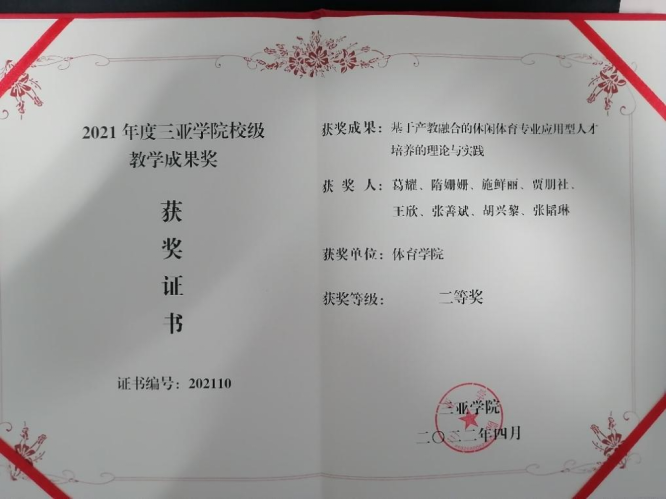 2021 年度三亚学院校级
教学成果奖
获
奖
证
书
证书编号：202110
获奖成果：基于产教融合的休闲体育专业应用型人才
培养的理论与实践
获 奖 人：葛耀、隋姗姗、施鲜丽、贾朋社、
王欣、张善斌、胡兴黎、张韬琳
获奖单位：体育学院
获奖等级： 二等奖
三亚学院
二〇二二年四月